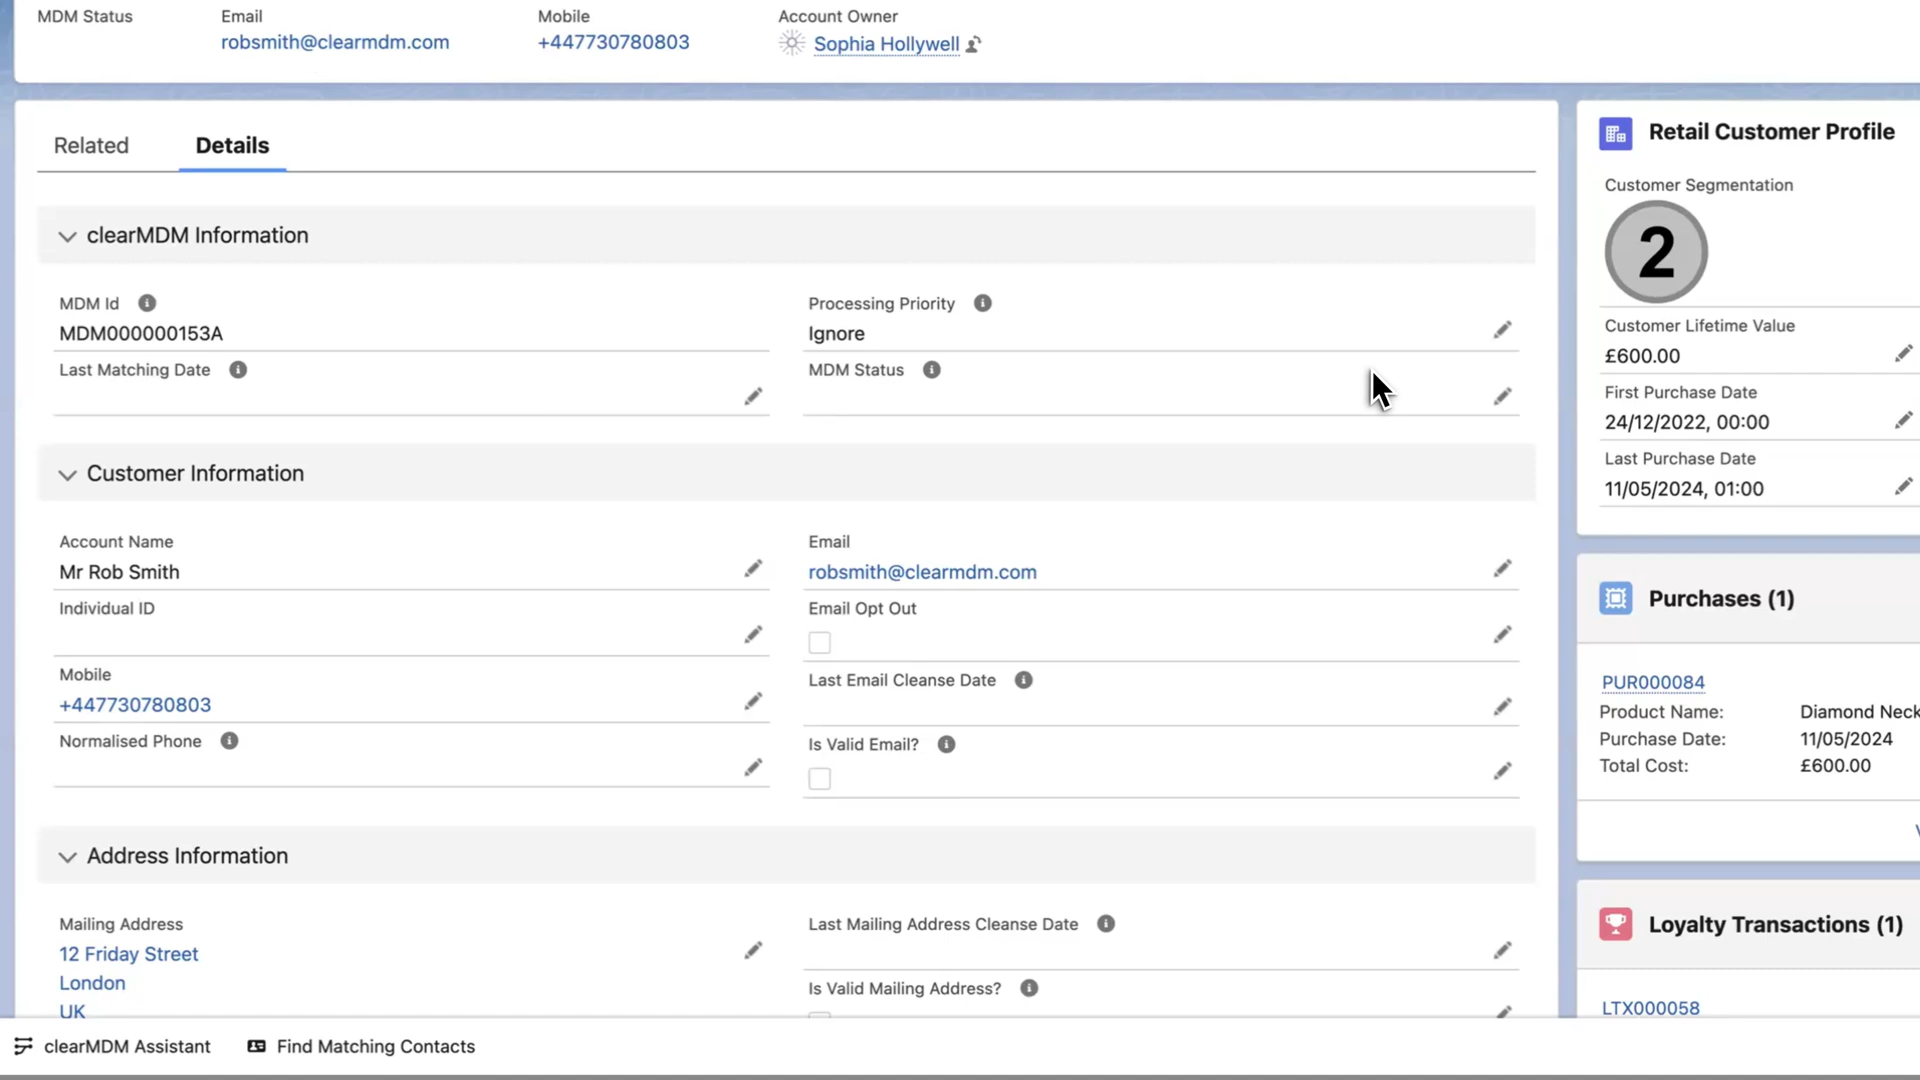 MDM Status
Email
Mobile
Account Owner
robsmith@clearmdm.com
+447730780803
Sophia Hollywell
Related
Details
clearMDM Information
MDM Id
MDM000000153A
Processing Priority
Ignore
Last Matching Date
MDM Status
Customer Information
Account Name
Mr Rob Smith
Email
robsmith@clearmdm.com
Individual ID
Email Opt Out
Mobile
+447730780803
Last Email Cleanse Date
Normalised Phone
Is Valid Email?
Address Information
Mailing Address
12 Friday Street
London
UK
Last Mailing Address Cleanse Date
Is Valid Mailing Address?
Retail Customer Profile
Customer Segmentation
2
Customer Lifetime Value
£600.00
First Purchase Date
24/12/2022, 00:00
Last Purchase Date
11/05/2024, 01:00
Purchases (1)
PUR000084
Product Name: Diamond Neck
Purchase Date: 11/05/2024
Total Cost: £600.00
Loyalty Transactions (1)
LTX000058
clearMDM Assistant
Find Matching Contacts